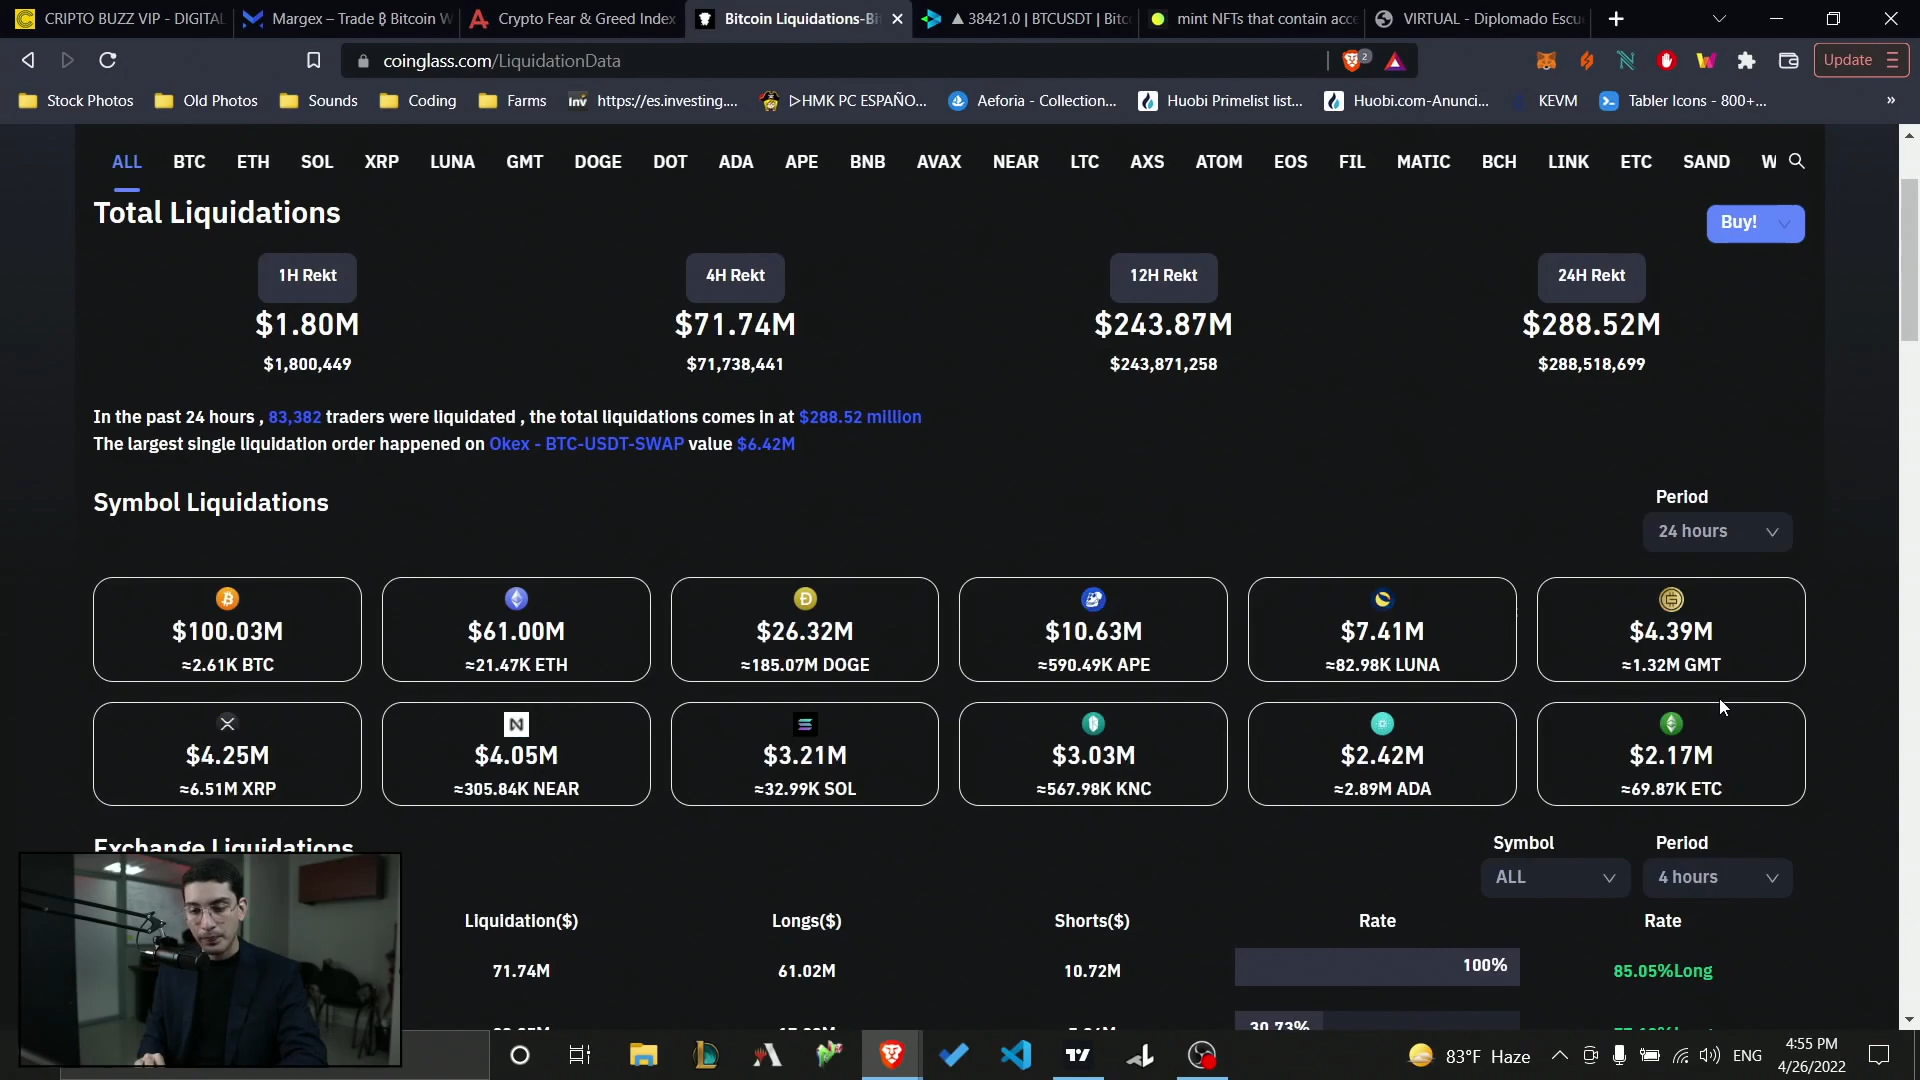 CRIPTO BUZZ VIP - DIGITAL
Margex – Trade ₿ Bitcoin W
Crypto Fear & Greed Index
Bitcoin Liquidations-Bi
▲ 38421.0 | BTCUSDT | Bitc
mint NFTs that contain acce
VIRTUAL - Diplomado Escu
coinglass.com/LiquidationData
2
Update
Stock Photos
Old Photos
Sounds
Coding
Farms
Inv https://es.investing....
ᐅHMK PC ESPAÑO...
Aeforia - Collection...
Huobi Primelist list...
Huobi.com-Anunci...
KEVM
Tabler Icons - 800+...
»
ALL BTC ETH SOL XRP LUNA GMT DOGE DOT ADA APE BNB AVAX NEAR LTC AXS ATOM EOS FIL MATIC BCH LINK ETC SAND W
Total Liquidations
Buy!
1H Rekt
4H Rekt
12H Rekt
24H Rekt
$1.80M
$71.74M
$243.87M
$288.52M
$1,800,449
$71,738,441
$243,871,258
$288,518,699
In the past 24 hours , 83,382 traders were liquidated , the total liquidations comes in at $288.52 million
The largest single liquidation order happened on Okex - BTC-USDT-SWAP value $6.42M
Symbol Liquidations
Period
24 hours
$100.03M
$61.00M
$26.32M
$10.63M
$7.41M
$4.39M
≈2.61K BTC
≈21.47K ETH
≈185.07M DOGE
≈590.49K APE
≈82.98K LUNA
≈1.32M GMT
$4.25M
$4.05M
$3.21M
$3.03M
$2.42M
$2.17M
≈6.51M XRP
≈305.84K NEAR
≈32.99K SOL
≈567.98K KNC
≈2.89M ADA
≈69.87K ETC
Exchange Liquidations
Symbol
Period
ALL
4 hours
Liquidation($)
Longs($)
Shorts($)
Rate
Rate
71.74M
61.02M
10.72M
100%
85.05%Long
30.73%
83°F Haze
ENG
4:55 PM
4/26/2022